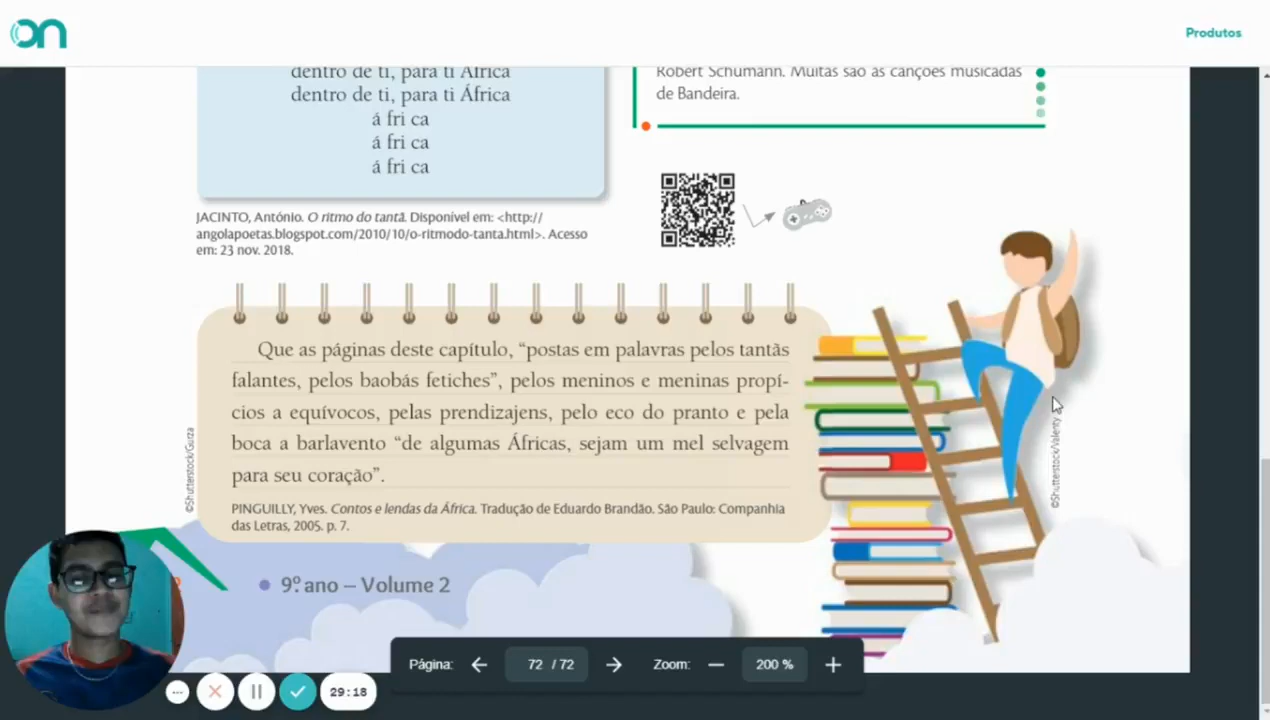 on
Produtos
dentro de ti, para ti África
dentro de ti, para ti África
á fri ca
á fri ca
á fri ca
Robert Schumann. Muitas são as canções musicadas
de Bandeira.
JACINTO, António. O ritmo do tantã. Disponível em: <http://
angolapoetas.blogspot.com/2010/10/o-ritmodo-tanta.html>. Acesso
em: 23 nov. 2018.
Que as páginas deste capítulo, “postas em palavras pelos tantãs
falantes, pelos baobás fetiches”, pelos meninos e meninas propí-
cios a equívocos, pelas prendizajens, pelo eco do pranto e pela
boca a barlavento “de algumas Áfricas, sejam um mel selvagem
para seu coração”.
PINGUILLY, Yves. Contos e lendas da África. Tradução de Eduardo Brandão. São Paulo: Companhia
das Letras, 2005. p. 7.
©Shutterstock/Gurza
©Shutterstock/Valenty
9º. ano – Volume 2
Página: 72 / 72 Zoom: 200 %
29:18